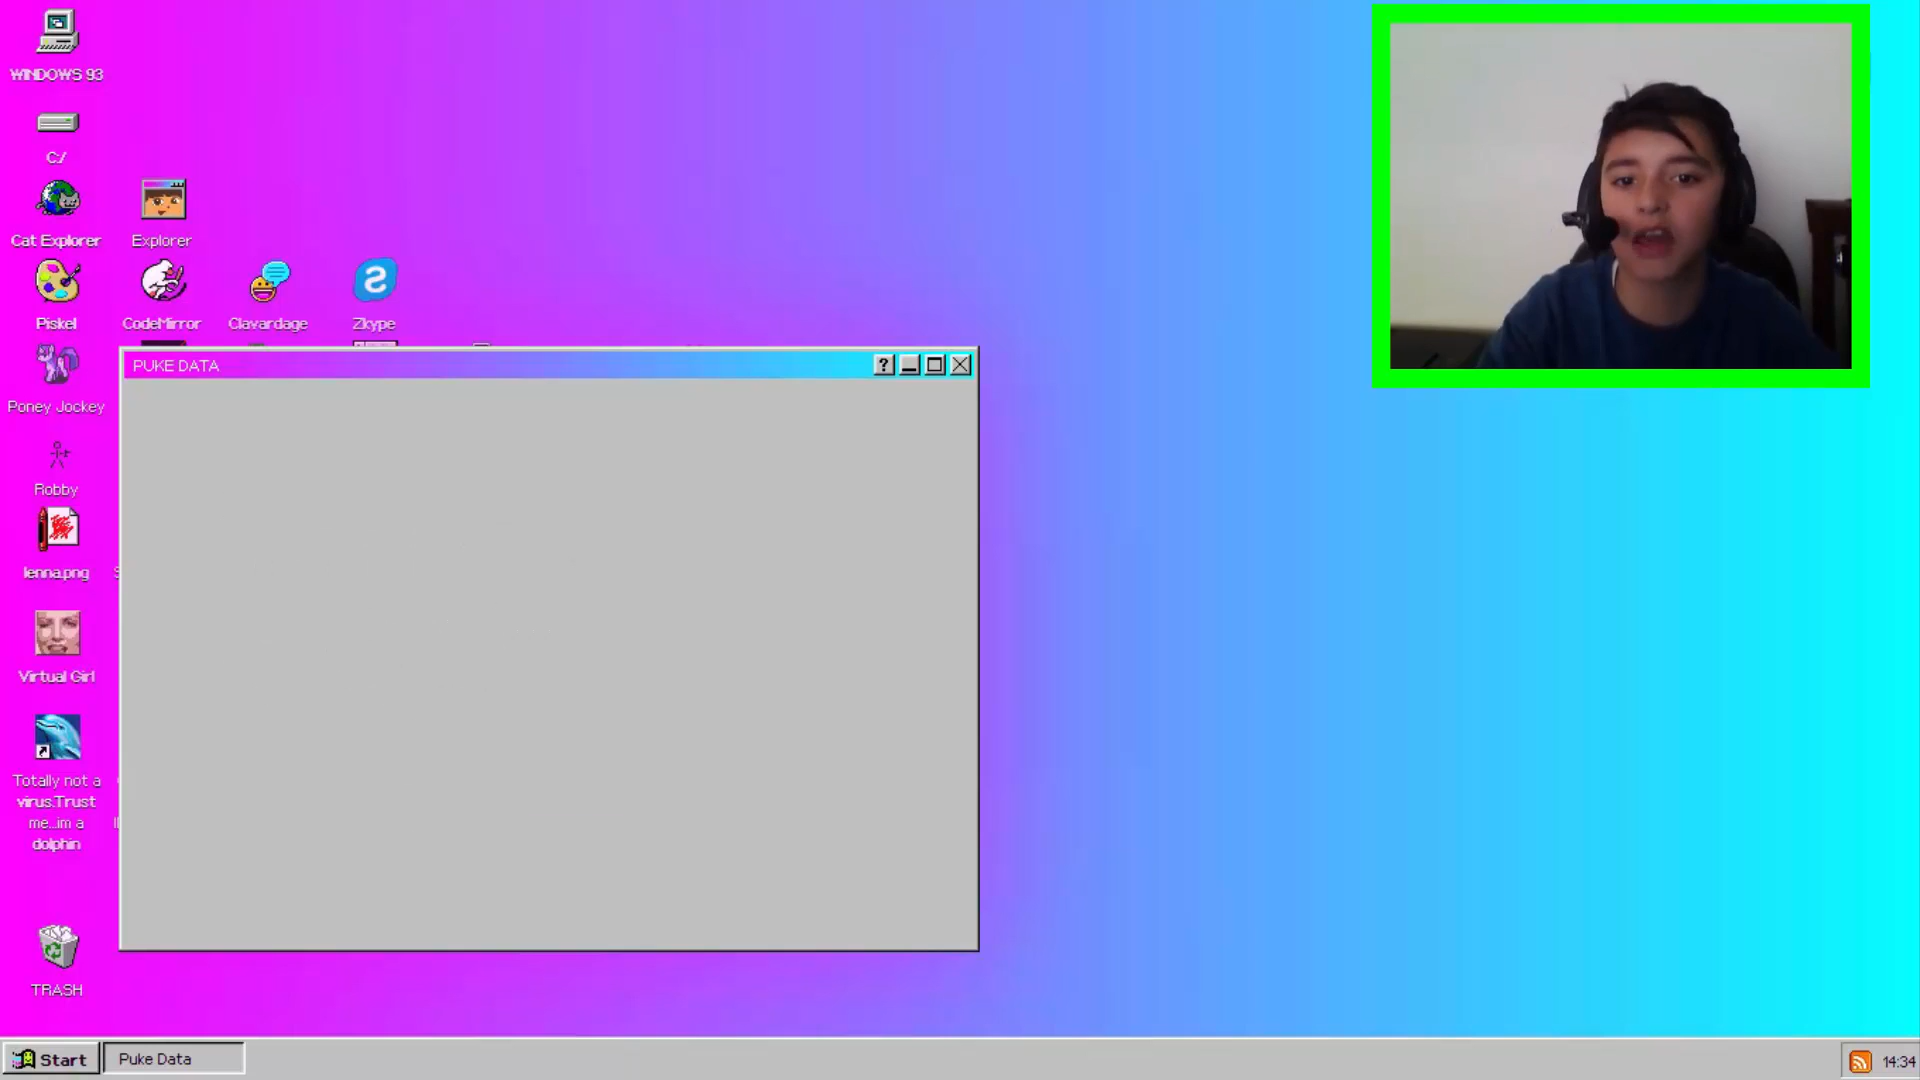 WINDOWS 93
C:/
Cat Explorer
Explorer
Piskel
CodeMirror
Clavardage
Zkype
PUKE DATA
?
Poney Jockey
Robby
lenna.png
Virtual Girl
Totally not a
virus.Trust
me...im a
dolphin
TRASH
Start
Puke Data
14:34